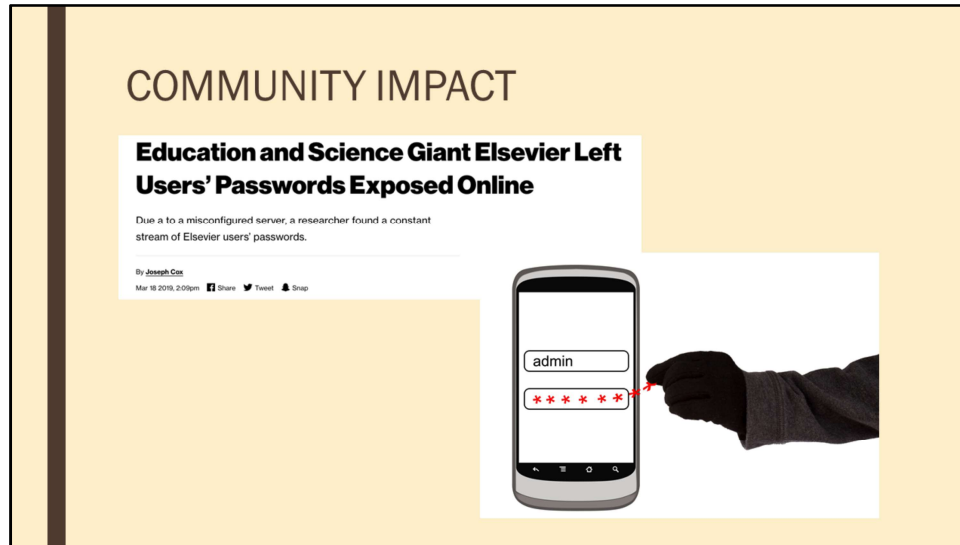 COMMUNITY IMPACT
Education and Science Giant Elsevier Left
Users' Passwords Exposed Online
Due a to a misconfigured server, a researcher found a constant
stream of Elsevier users' passwords.
By Joseph Cox
Mar 18 2019, 2:09pm Share Tweet Snap
admin
* * * * * * * * *